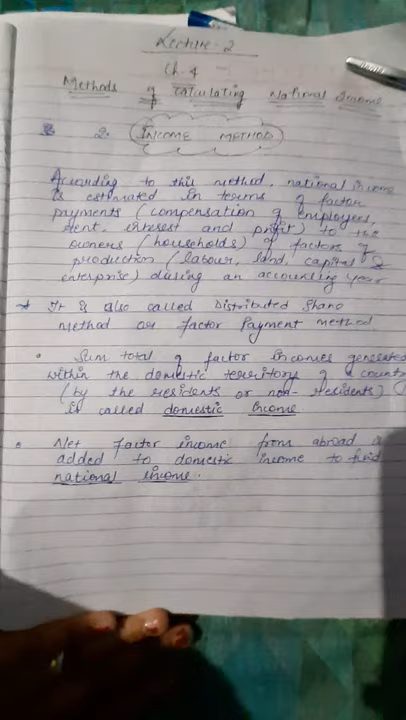 Lecture-2
Ch-4
Methods of calculating National Income
2. INCOME METHOD
According to this method, national income
is estimated in terms of factor
payments (compensation of employees,
rent, interest and profit) to the
owners (households) of factors of
production (labour, land, capital &
enterprise) during an accounting year
It is also called Distributed Share
method or factor Payment method
• Sum total of factor incomes generated
within the domestic territory of a count
(by the residents or non-residents)
is called domestic income
• Net factor income from abroad
added to domestic income to find
national income.